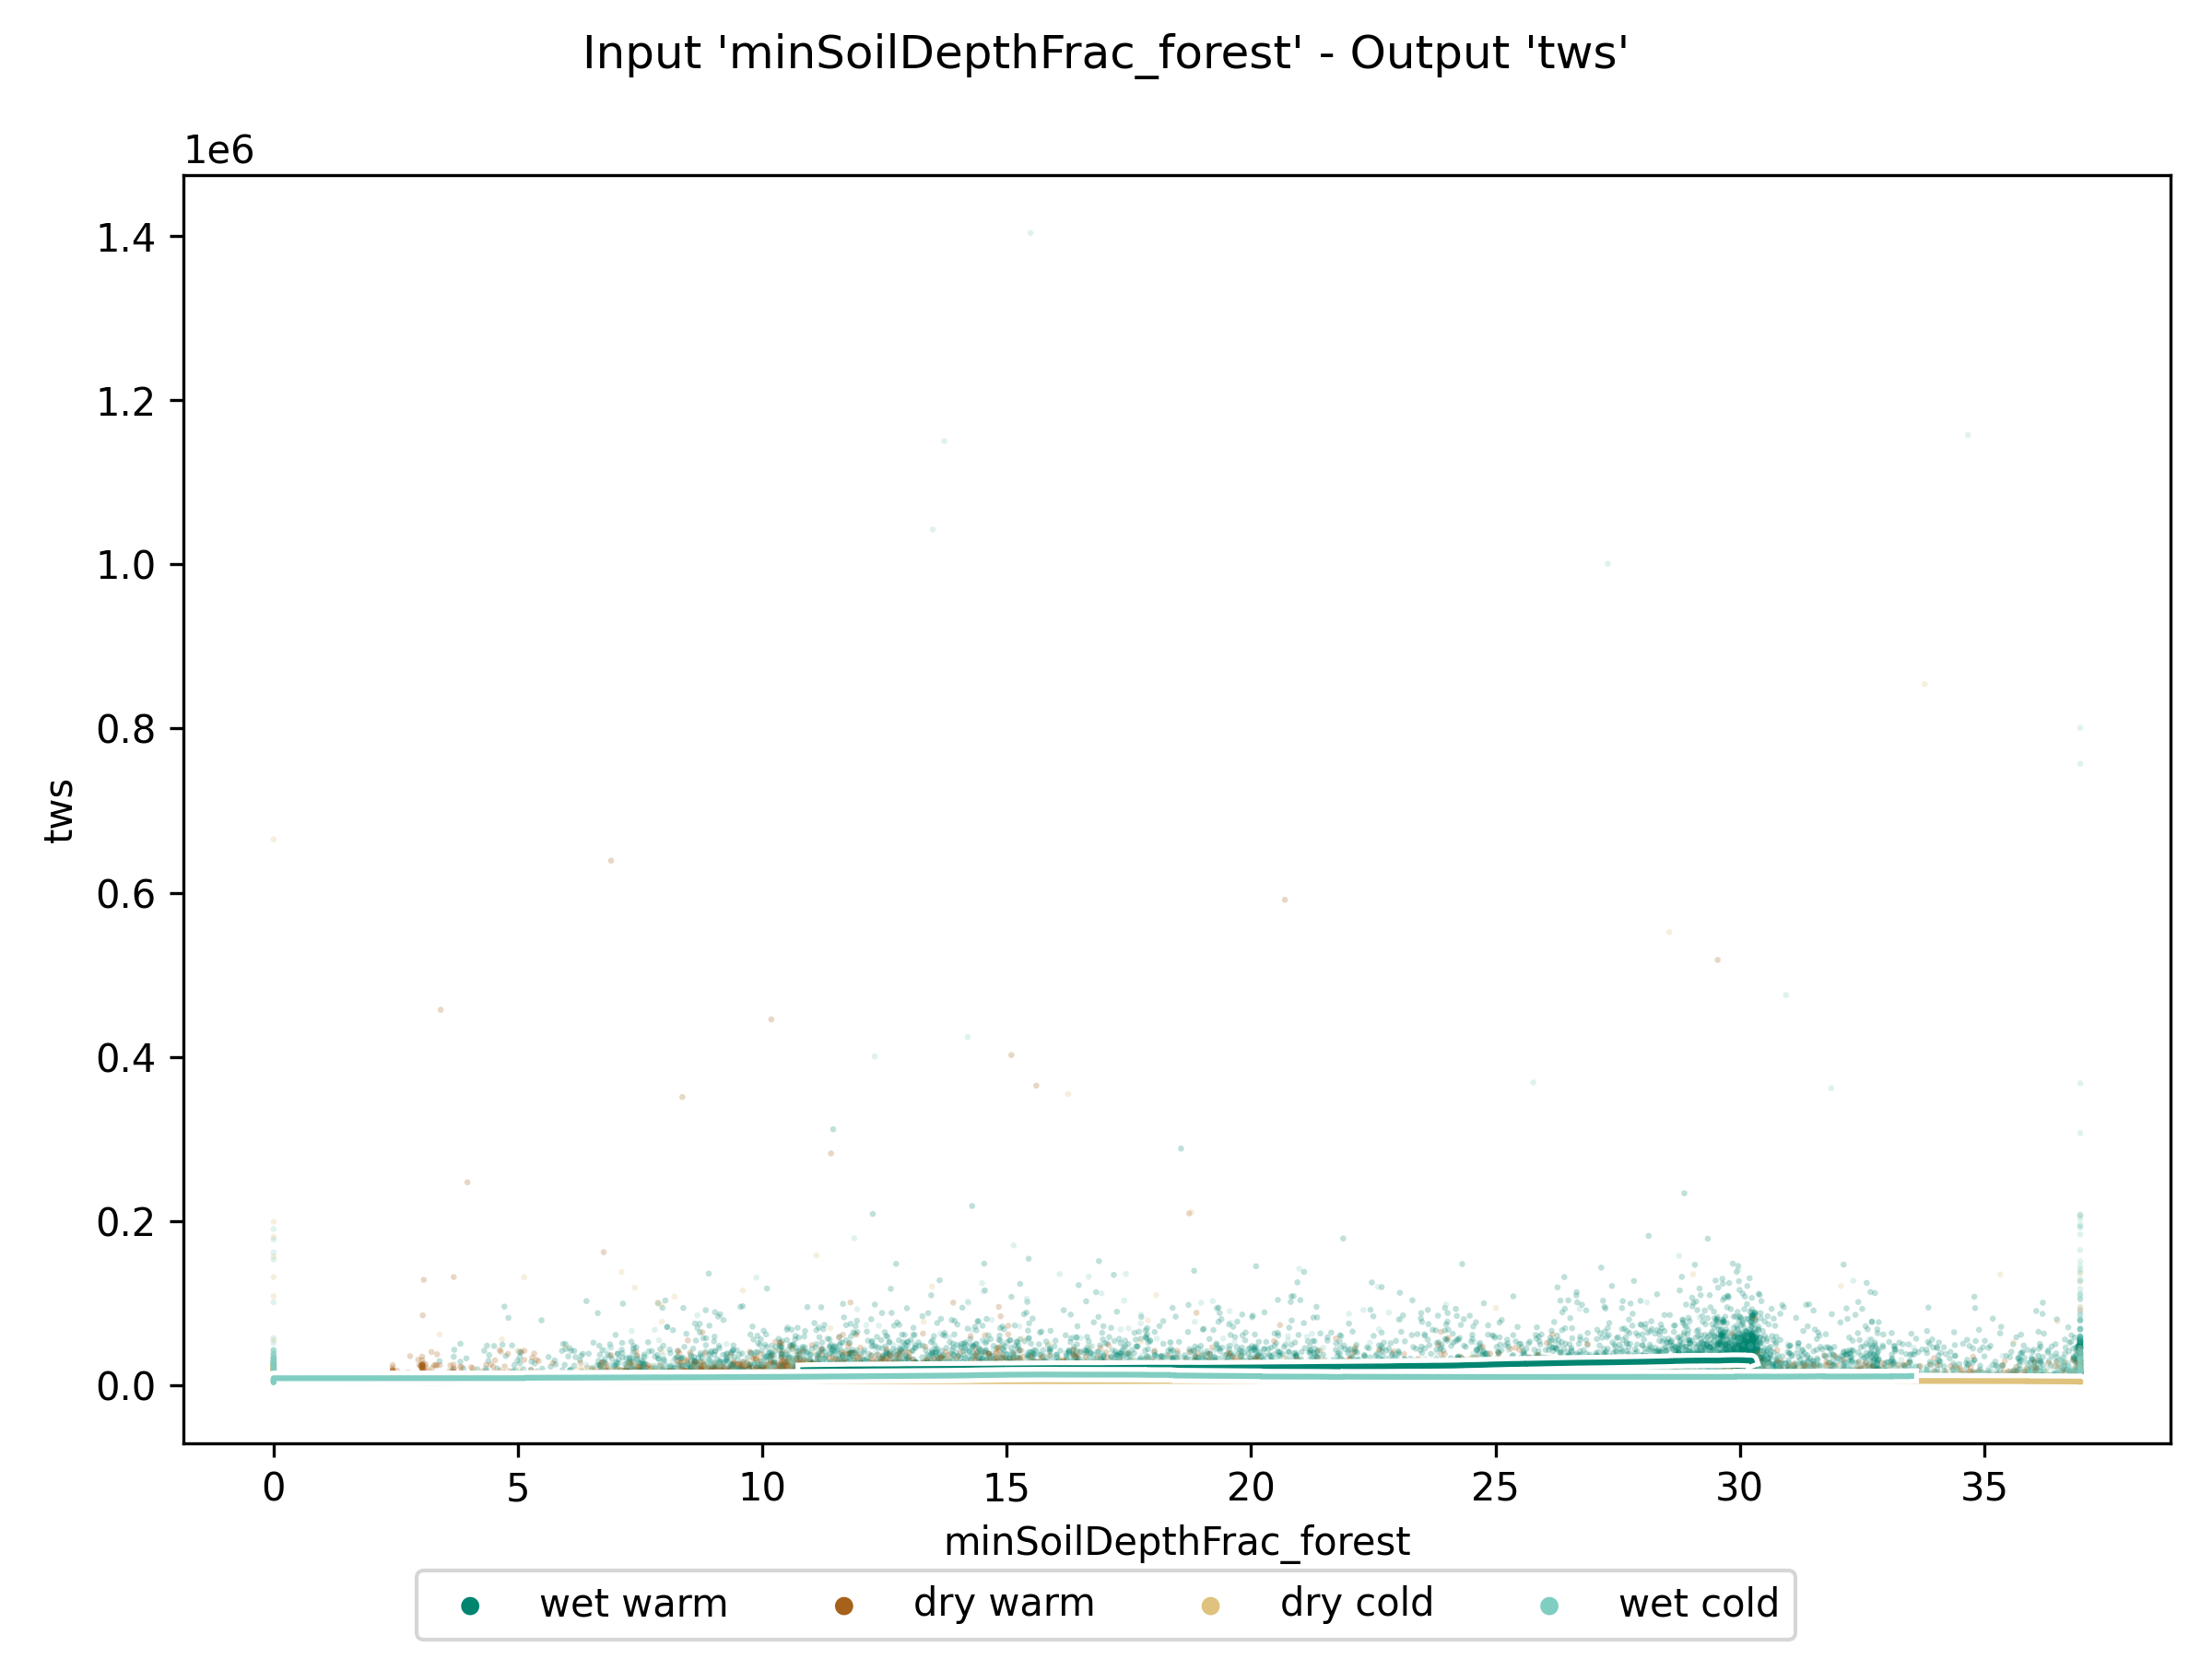 Input 'minSoilDepthFrac_forest' - Output 'tws'
1e6
1.4
1.2
1.0
0.8
0.6
0.4
0.2
0.0
tws
0 5 10 15 20 25 30 35
minSoilDepthFrac_forest
wet warm dry warm dry cold wet cold